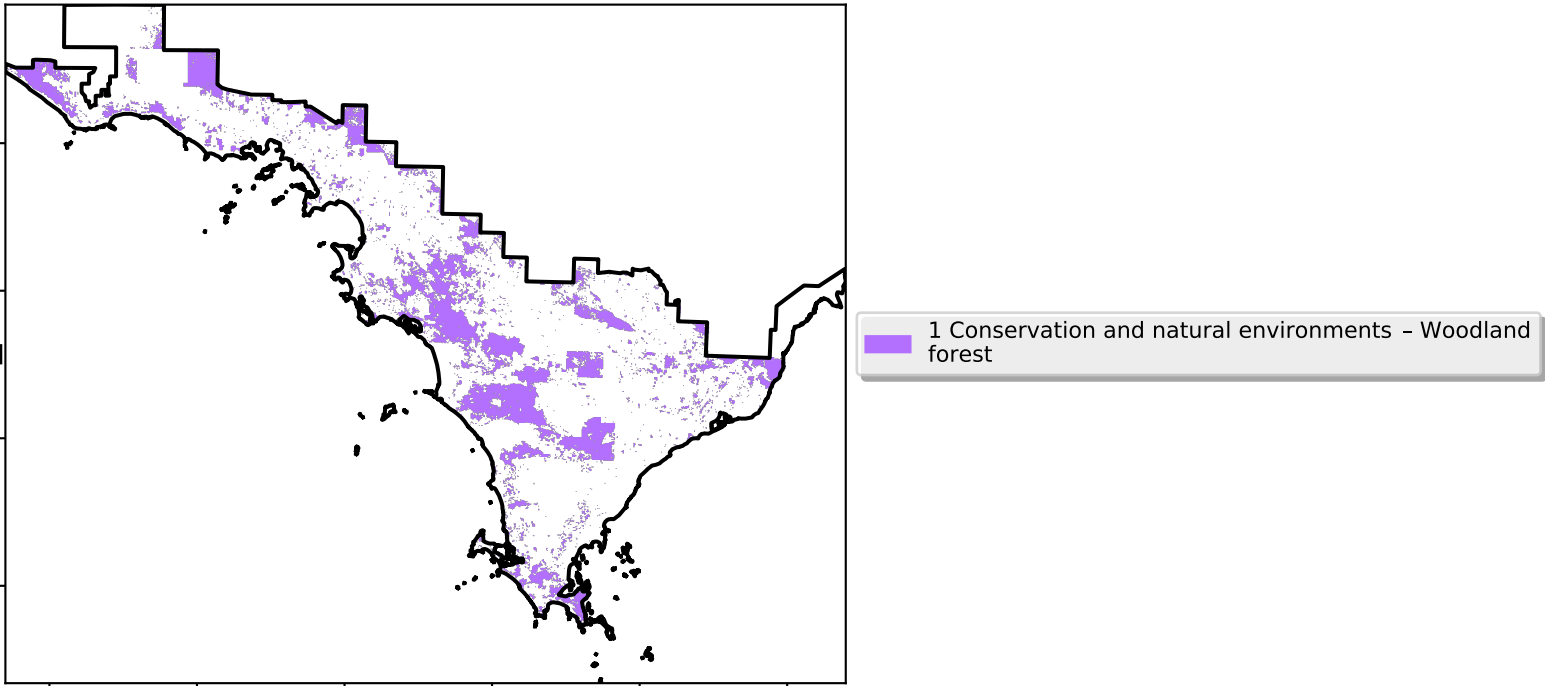 1 Conservation and natural environments – Woodland
forest